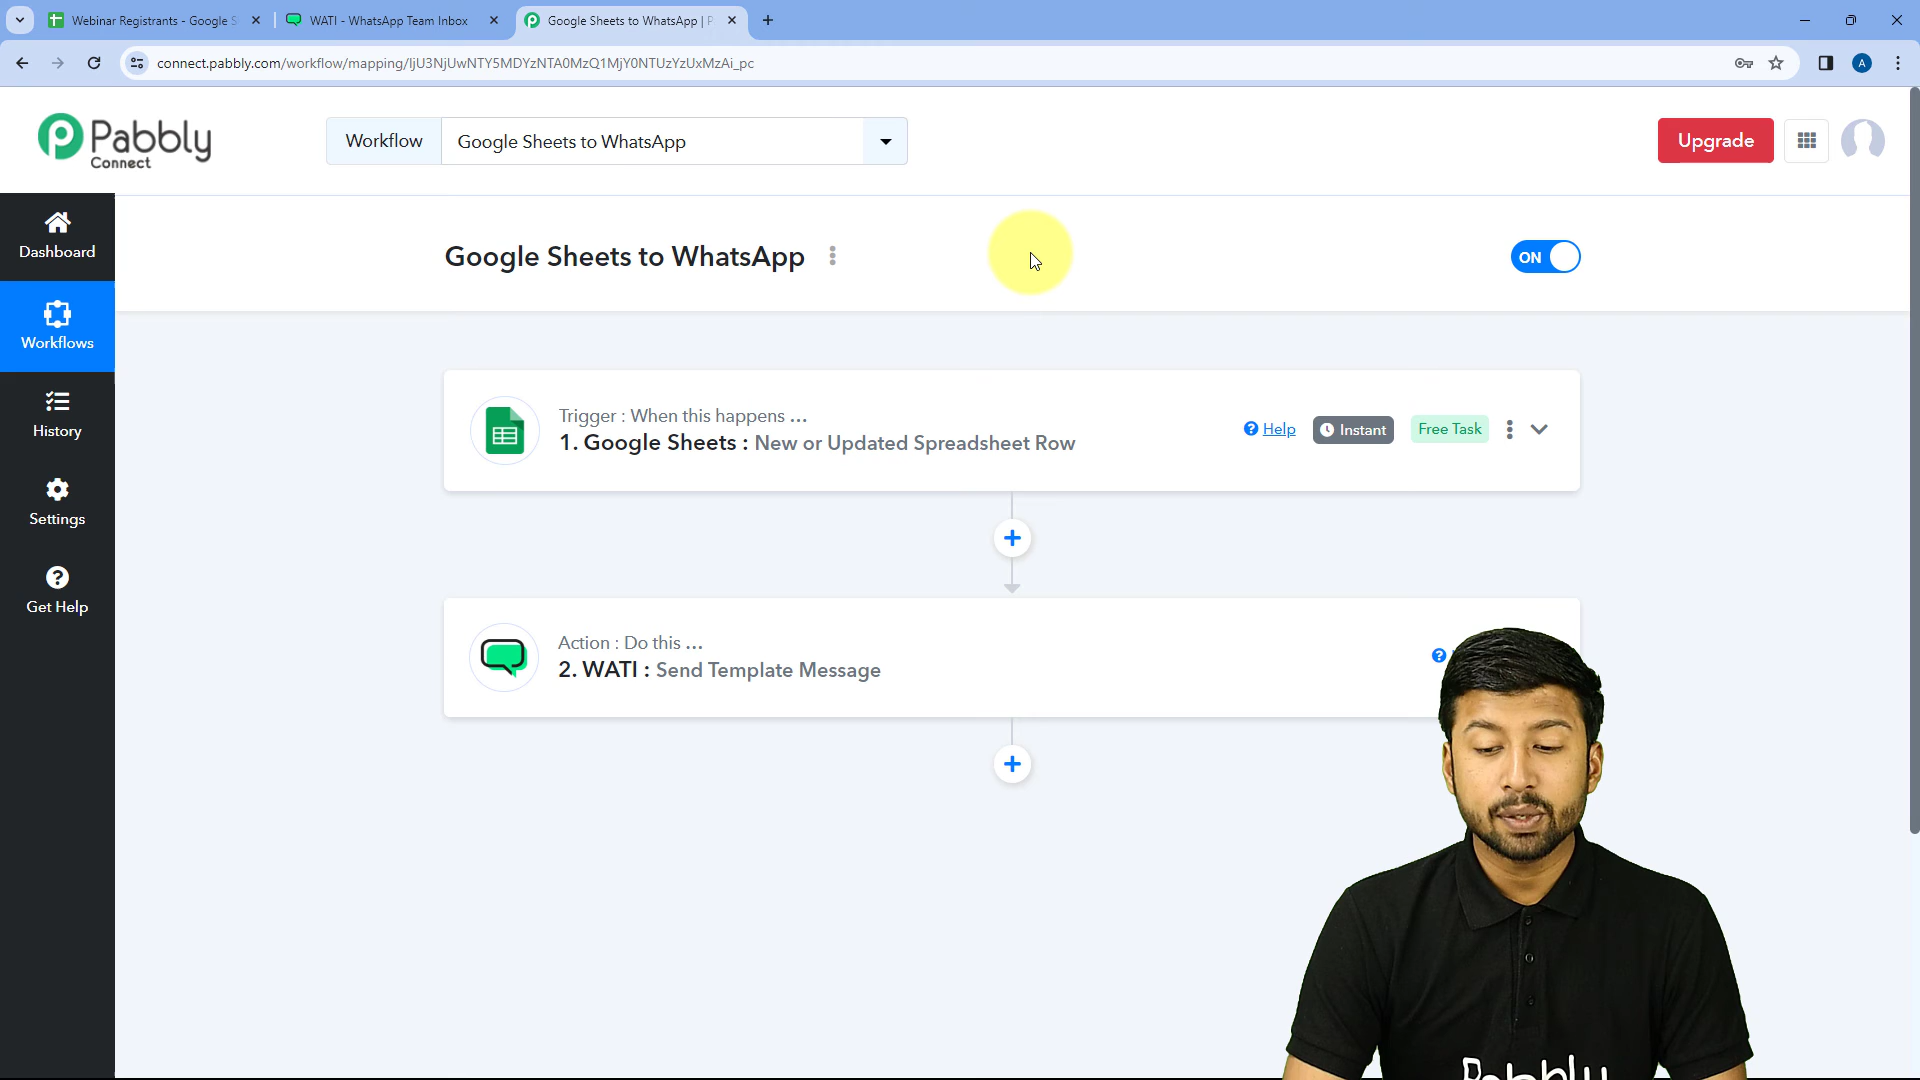 Webinar Registrants - Google S
WATI - WhatsApp Team Inbox
Google Sheets to WhatsApp | P
connect.pabbly.com/workflow/mapping/IjU3NjUwNTY5MDYzNTA0MzQ1MjY0NTUzYzUxMzAi_pc
A
Pabbly
Connect
Workflow
Google Sheets to WhatsApp
Upgrade
Dashboard
Workflows
History
Settings
Get Help
Google Sheets to WhatsApp
ON
Trigger : When this happens ...
1. Google Sheets : New or Updated Spreadsheet Row
Help
Instant
Free Task
Action : Do this ...
2. WATI : Send Template Message
Pabbly